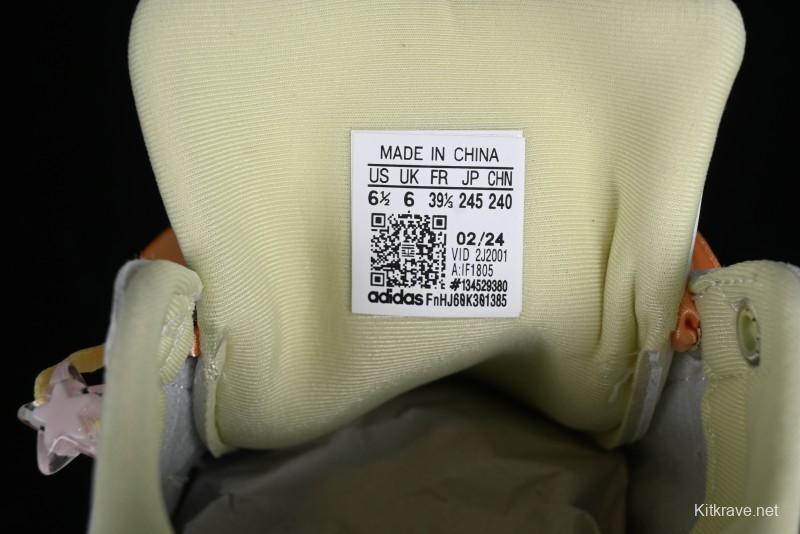 MADE IN CHINA
US UK FR JP CHN
6½ 6 39⅓ 245 240
02/24
VID 2J2001
A:IF1805
#134529380
adidas FnHJ60K301385
Kitkrave.net